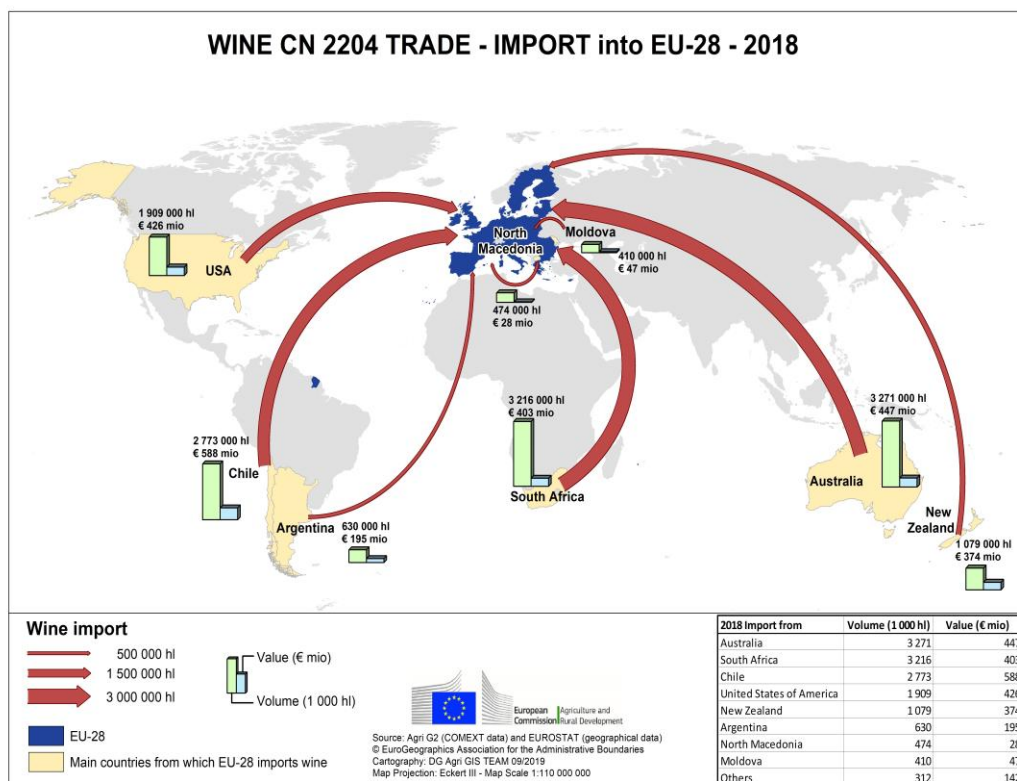 WINE CN 2204 TRADE - IMPORT into EU-28 - 2018
1 909 000 hl
€ 426 mio
USA
North
Macedonia
Moldova
410 000 hl
€ 47 mio
474 000 hl
€ 28 mio
2 773 000 hl
€ 588 mio
Chile
3 216 000 hl
€ 403 mio
South Africa
3 271 000 hl
€ 447 mio
Australia
Argentina
630 000 hl
€ 195 mio
New
Zealand
1 079 000 hl
€ 374 mio
Wine import
500 000 hl
1 500 000 hl
3 000 000 hl
Value (€ mio)
Volume (1 000 hl)
EU-28
Main countries from which EU-28 imports wine
European
Commission
Agriculture and
Rural Development
Source: Agri G2 (COMEXT data) and EUROSTAT (geographical data)
© EuroGeographics Association for the Administrative Boundaries
Cartography: DG Agri GIS TEAM 09/2019
Map Projection: Eckert III - Map Scale 1:110 000 000
2018 Import from Volume (1 000 hl) Value (€ mio)
Australia 3 271 447
South Africa 3 216 403
Chile 2 773 588
United States of America 1 909 426
New Zealand 1 079 374
Argentina 630 195
North Macedonia 474 28
Moldova 410 47
Others 312